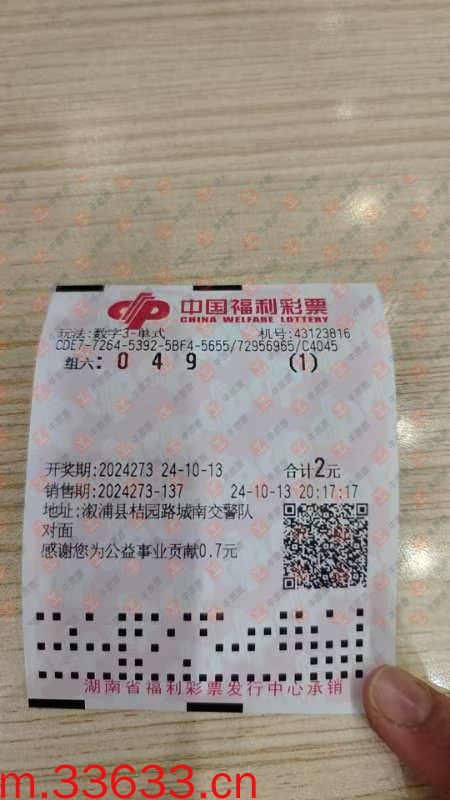 中国福利彩票
CHINA WELFARE LOTTERY
玩法:数字3-单式 机号:43123816
CDE7-7264-5392-5BF4-5655/72956965/C4045
组六: 0 4 9 (1)
开奖期:2024273 24-10-13 合计2元
销售期:2024273-137 24-10-13 20:17:17
地址:溆浦县桔园路城南交警队
对面
感谢您为公益事业贡献0.7元
湖南省福利彩票发行中心承销
m.33633.cn